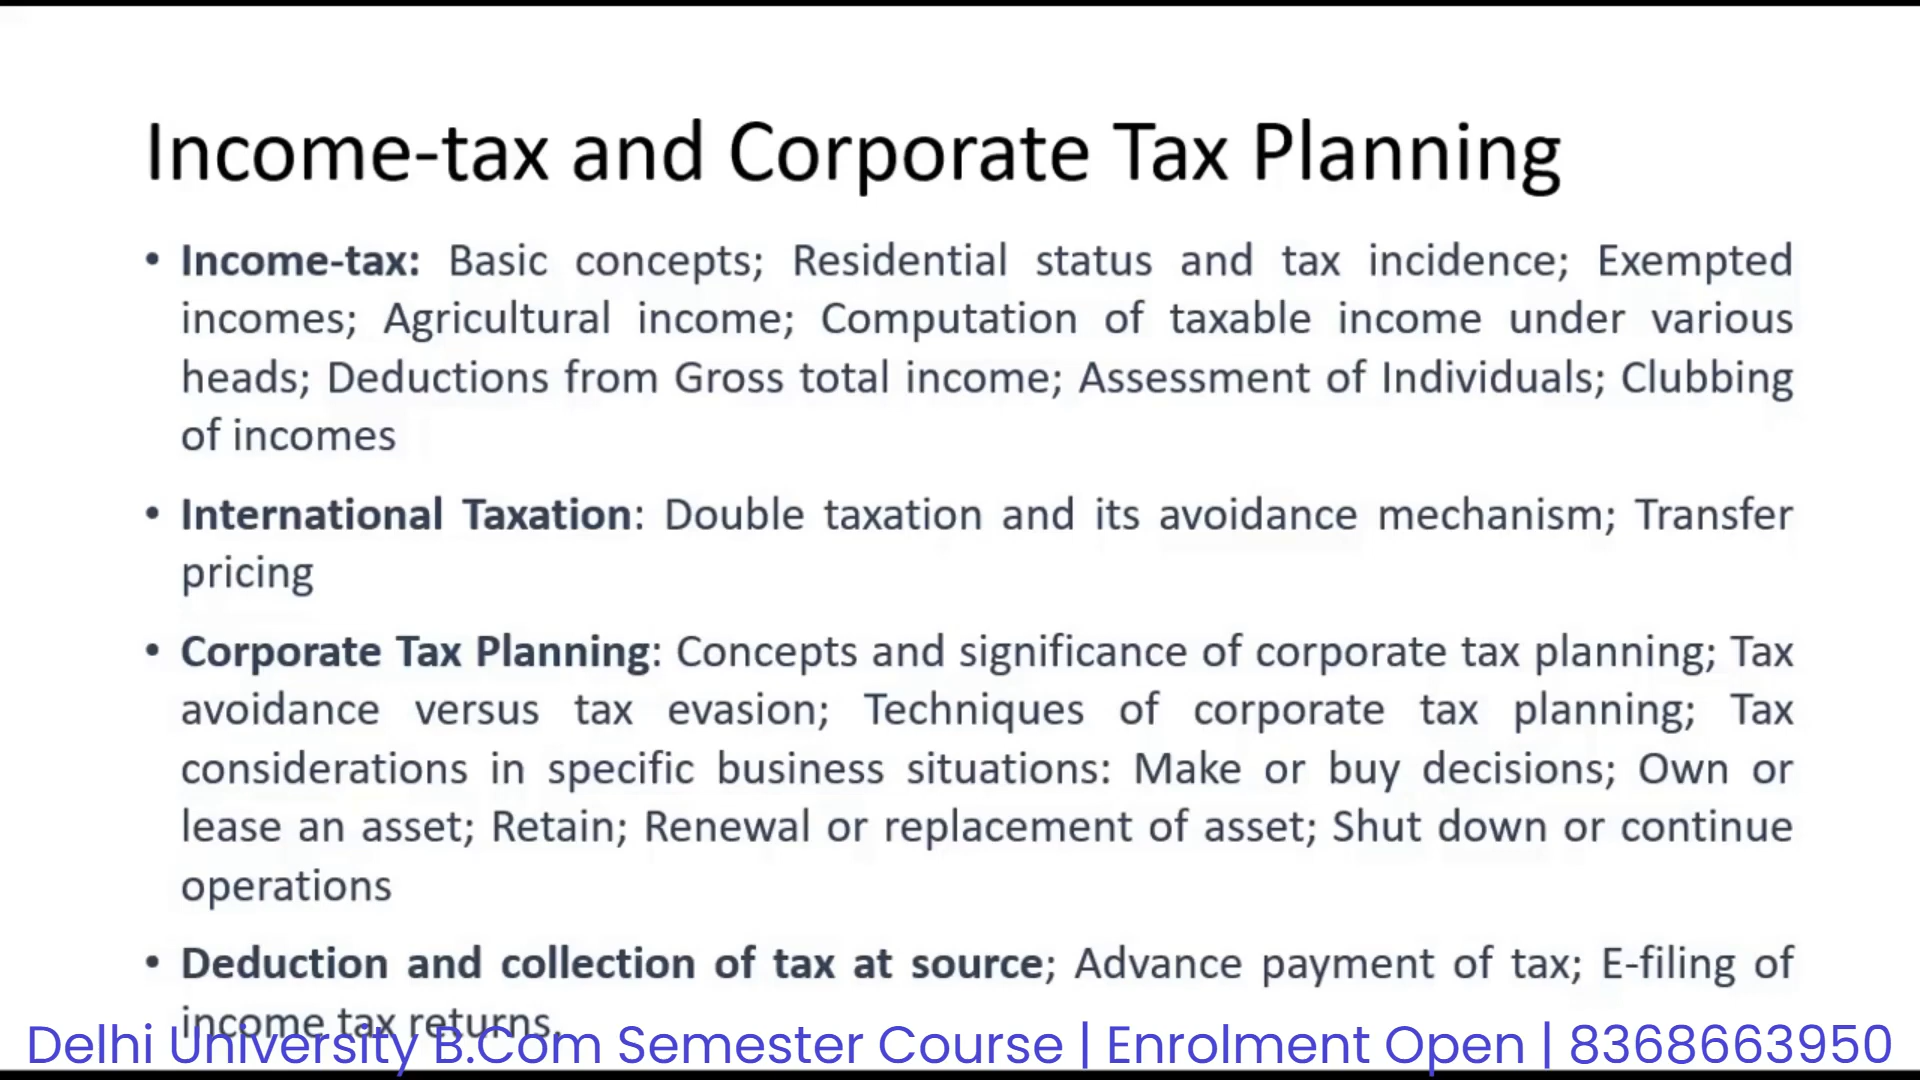 Income-tax and Corporate Tax Planning
• Income-tax: Basic concepts; Residential status and tax incidence; Exempted
incomes; Agricultural income; Computation of taxable income under various
heads; Deductions from Gross total income; Assessment of Individuals; Clubbing
of incomes
• International Taxation: Double taxation and its avoidance mechanism; Transfer
pricing
• Corporate Tax Planning: Concepts and significance of corporate tax planning; Tax
avoidance versus tax evasion; Techniques of corporate tax planning; Tax
considerations in specific business situations: Make or buy decisions; Own or
lease an asset; Retain; Renewal or replacement of asset; Shut down or continue
operations
• Deduction and collection of tax at source; Advance payment of tax; E-filing of
income tax returns.
Delhi University B.Com Semester Course | Enrolment Open | 8368663950